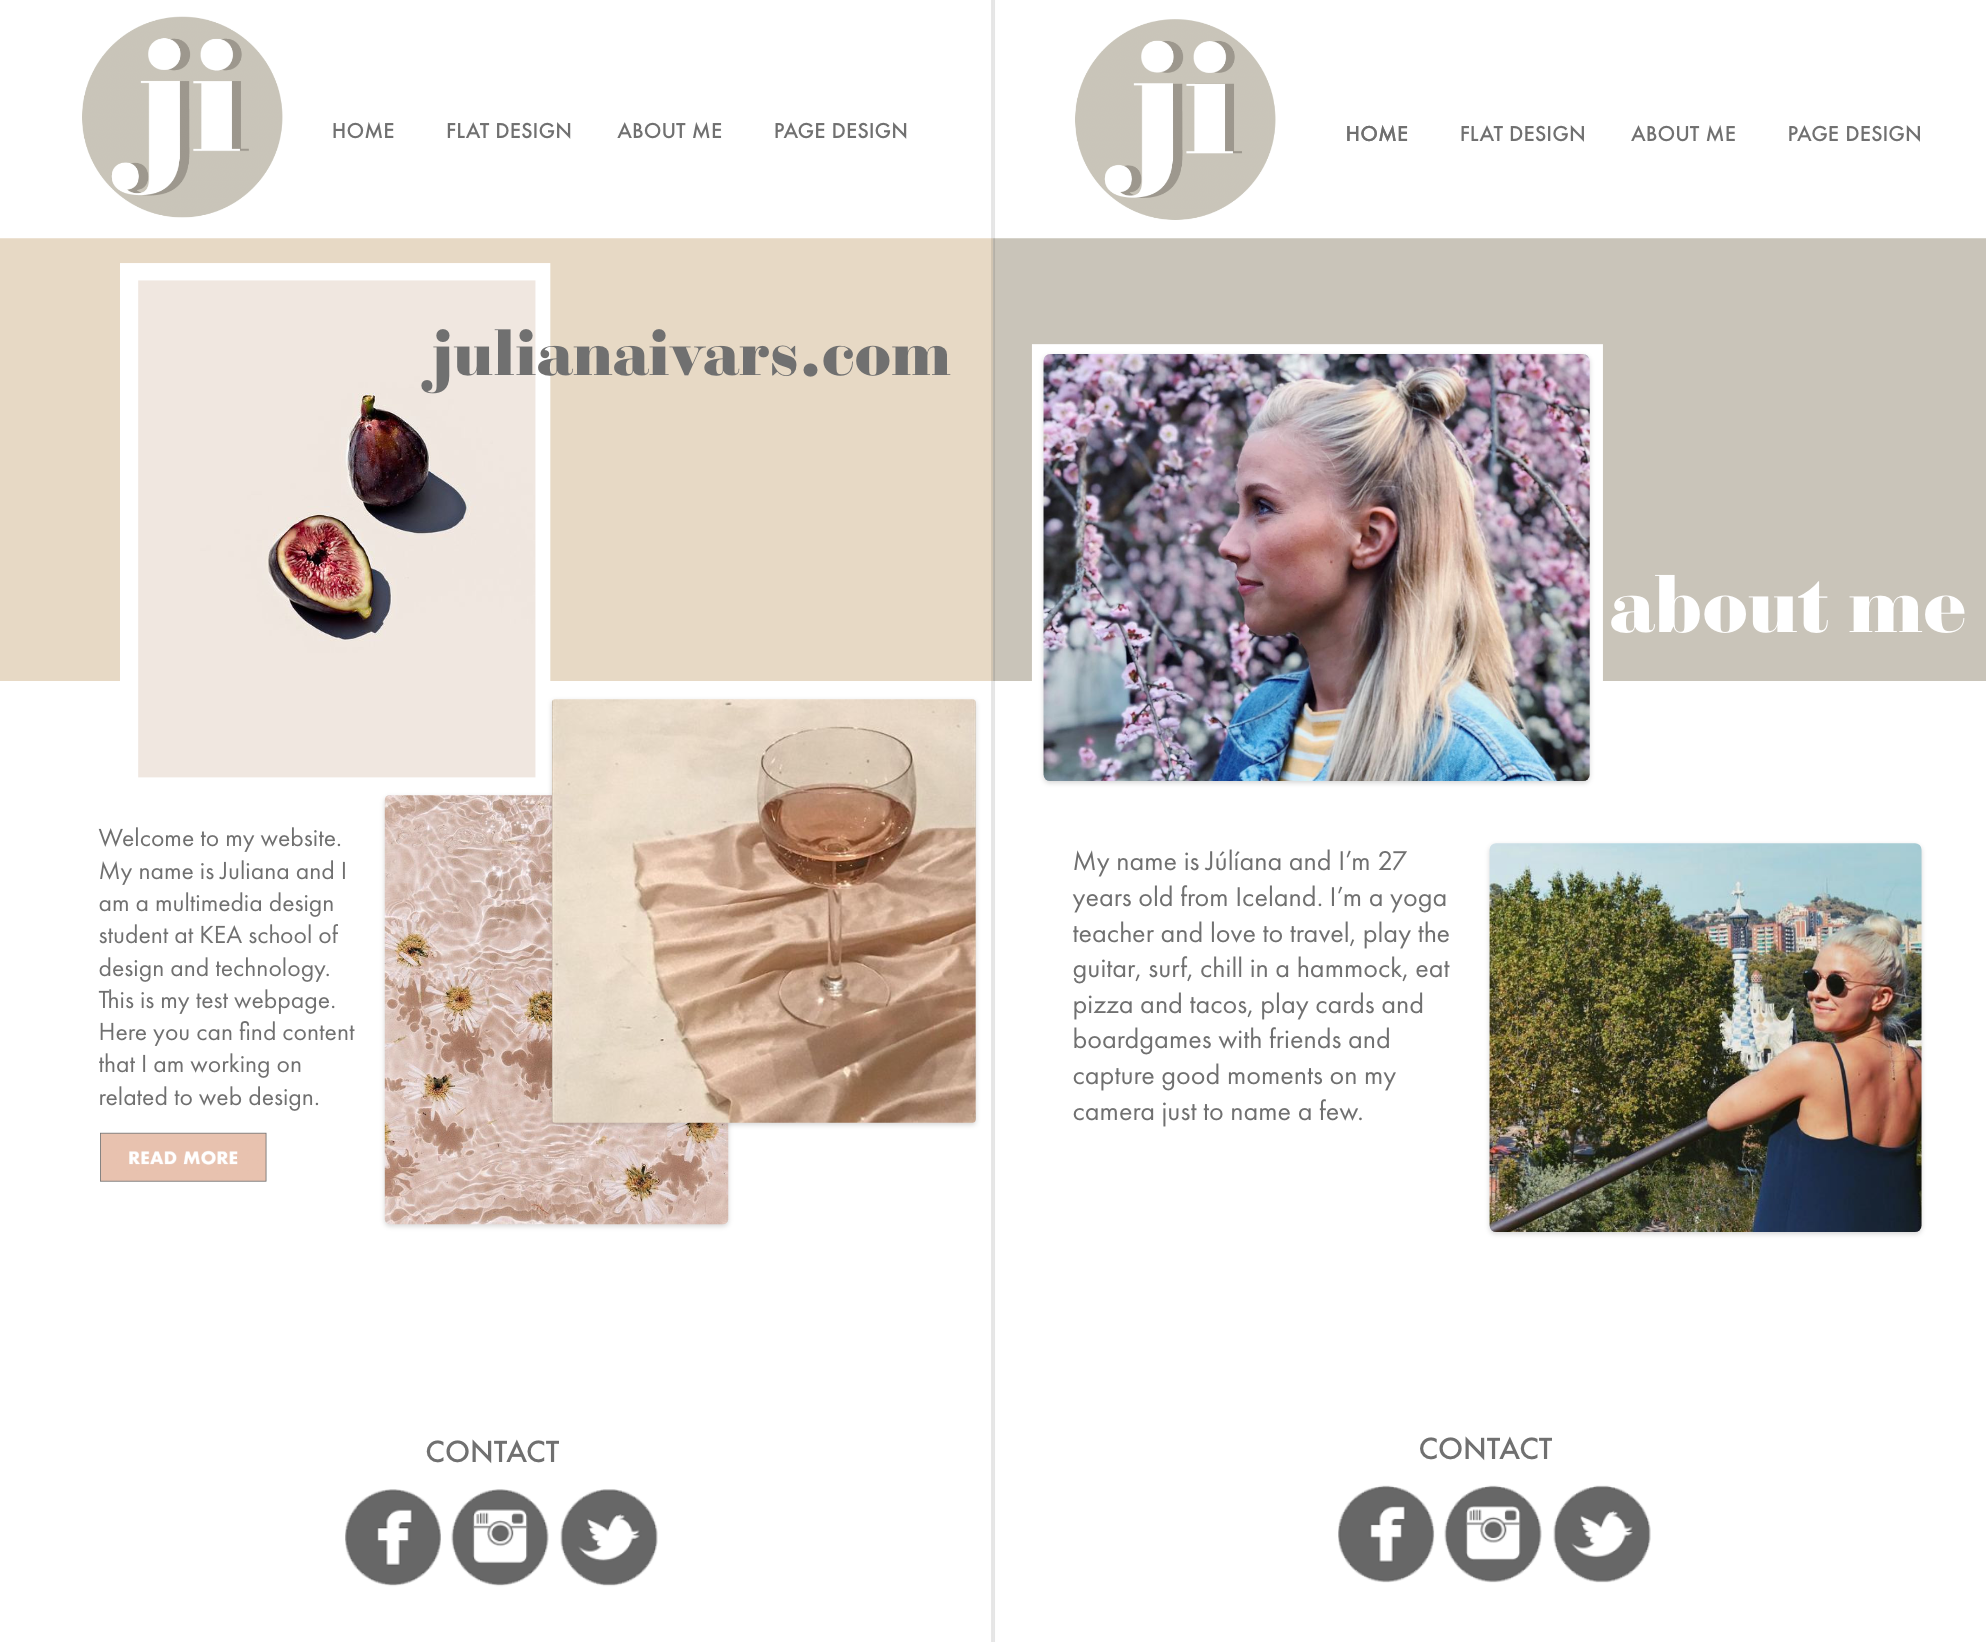 ji
HOME
FLAT DESIGN
ABOUT ME
PAGE DESIGN
julianaivars.com
Welcome to my website.
My name is Juliana and I
am a multimedia design
student at KEA school of
design and technology.
This is my test webpage.
Here you can find content
that I am working on
related to web design.
READ MORE
CONTACT
f
ji
HOME
FLAT DESIGN
ABOUT ME
PAGE DESIGN
about me
My name is Júlíana and I’m 27
years old from Iceland. I’m a yoga
teacher and love to travel, play the
guitar, surf, chill in a hammock, eat
pizza and tacos, play cards and
boardgames with friends and
capture good moments on my
camera just to name a few.
CONTACT
f